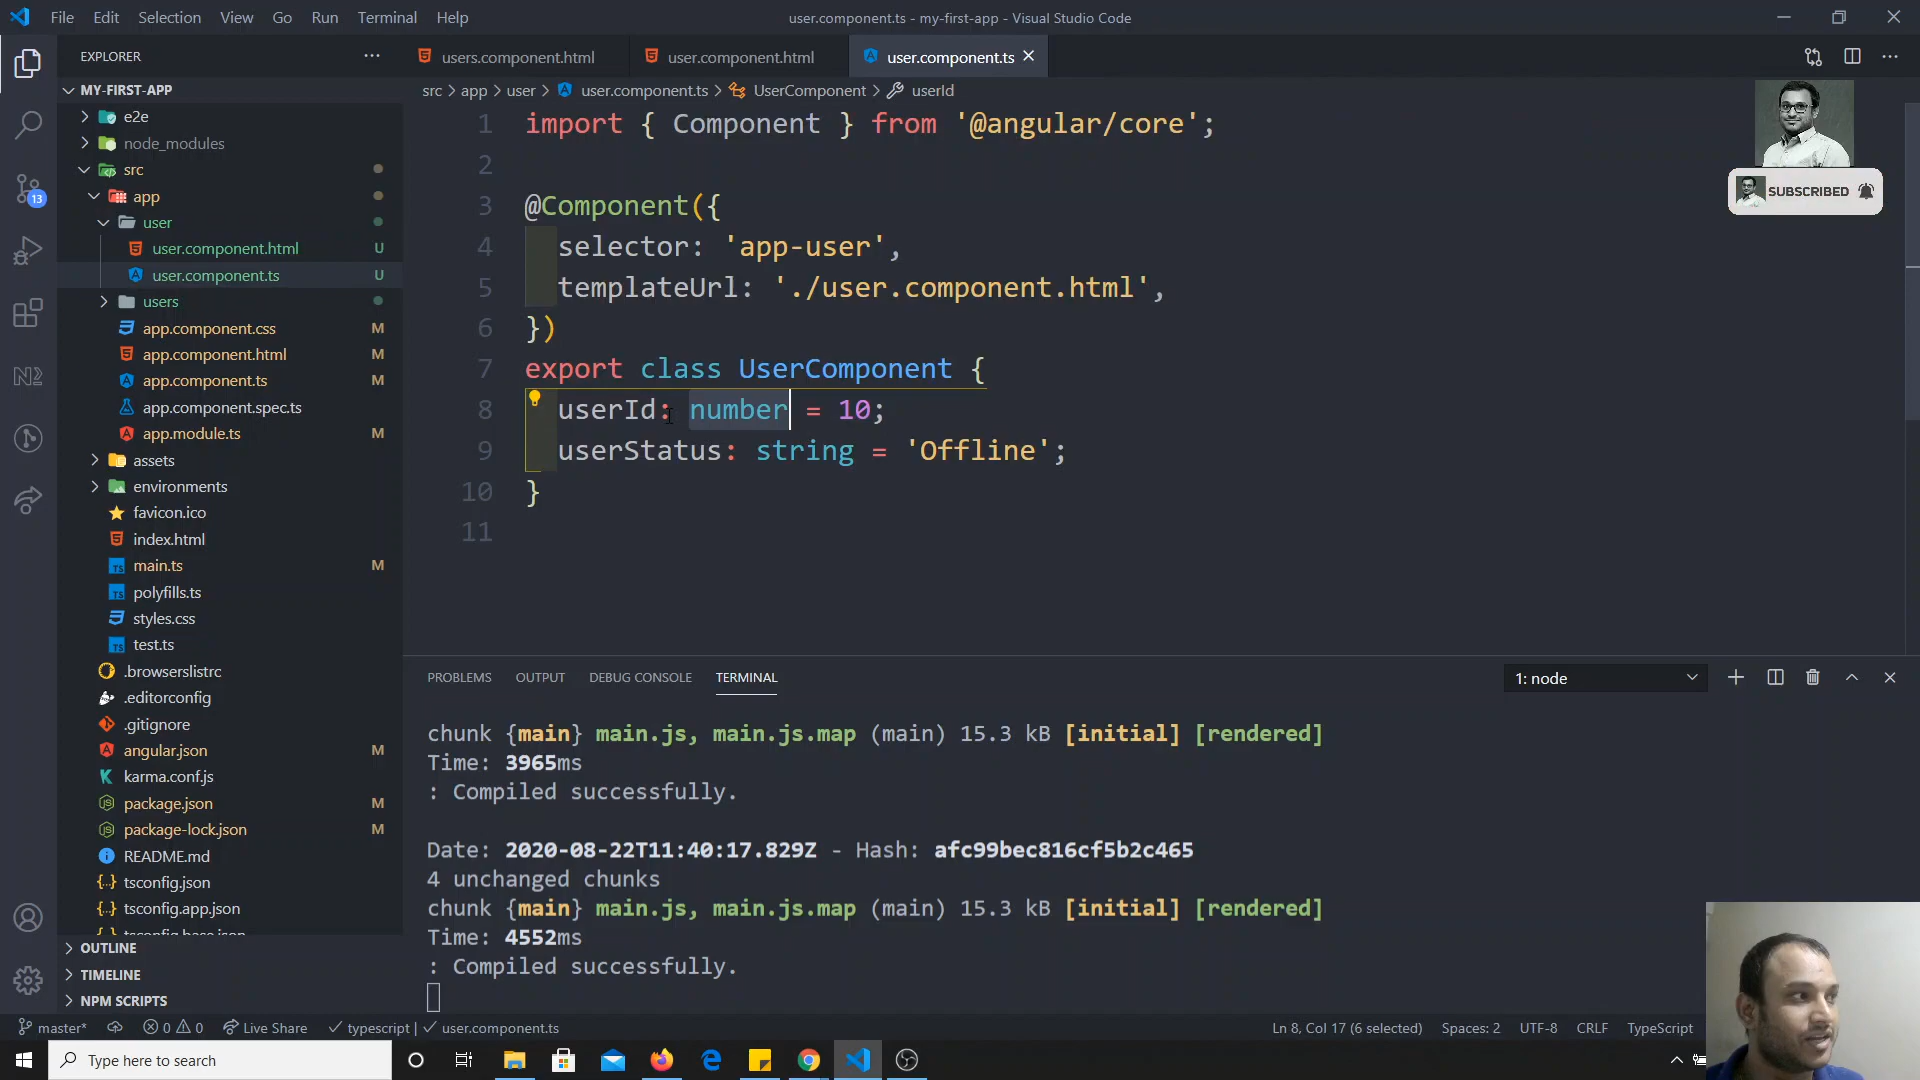 File Edit Selection View Go Run Terminal Help
user.component.ts - my-first-app - Visual Studio Code
EXPLORER
users.component.html
user.component.html
user.component.ts
MY-FIRST-APP
src > app > user > user.component.ts > UserComponent > userId
e2e
node_modules
src
app
user
user.component.html U
user.component.ts U
users
app.component.css M
app.component.html M
app.component.ts M
app.component.spec.ts
app.module.ts M
assets
environments
favicon.ico
index.html
main.ts M
polyfills.ts
styles.css
test.ts
.browserslistrc
.editorconfig
.gitignore
angular.json M
karma.conf.js
package.json M
package-lock.json M
README.md
tsconfig.json
tsconfig.app.json
tsconfig.base.json
OUTLINE
TIMELINE
NPM SCRIPTS
13
1 import { Component } from '@angular/core';
2
3 @Component({
4 selector: 'app-user',
5 templateUrl: './user.component.html',
6 })
7 export class UserComponent {
8 userId: number = 10;
9 userStatus: string = 'Offline';
10 }
11
SUBSCRIBED
PROBLEMS OUTPUT DEBUG CONSOLE TERMINAL
1: node
chunk {main} main.js, main.js.map (main) 15.3 kB [initial] [rendered]
Time: 3965ms
: Compiled successfully.
Date: 2020-08-22T11:40:17.829Z - Hash: afc99bec816cf5b2c465
4 unchanged chunks
chunk {main} main.js, main.js.map (main) 15.3 kB [initial] [rendered]
Time: 4552ms
: Compiled successfully.
master* 0 0 Live Share typescript | user.component.ts
Ln 8, Col 17 (6 selected) Spaces: 2 UTF-8 CRLF TypeScript
Type here to search